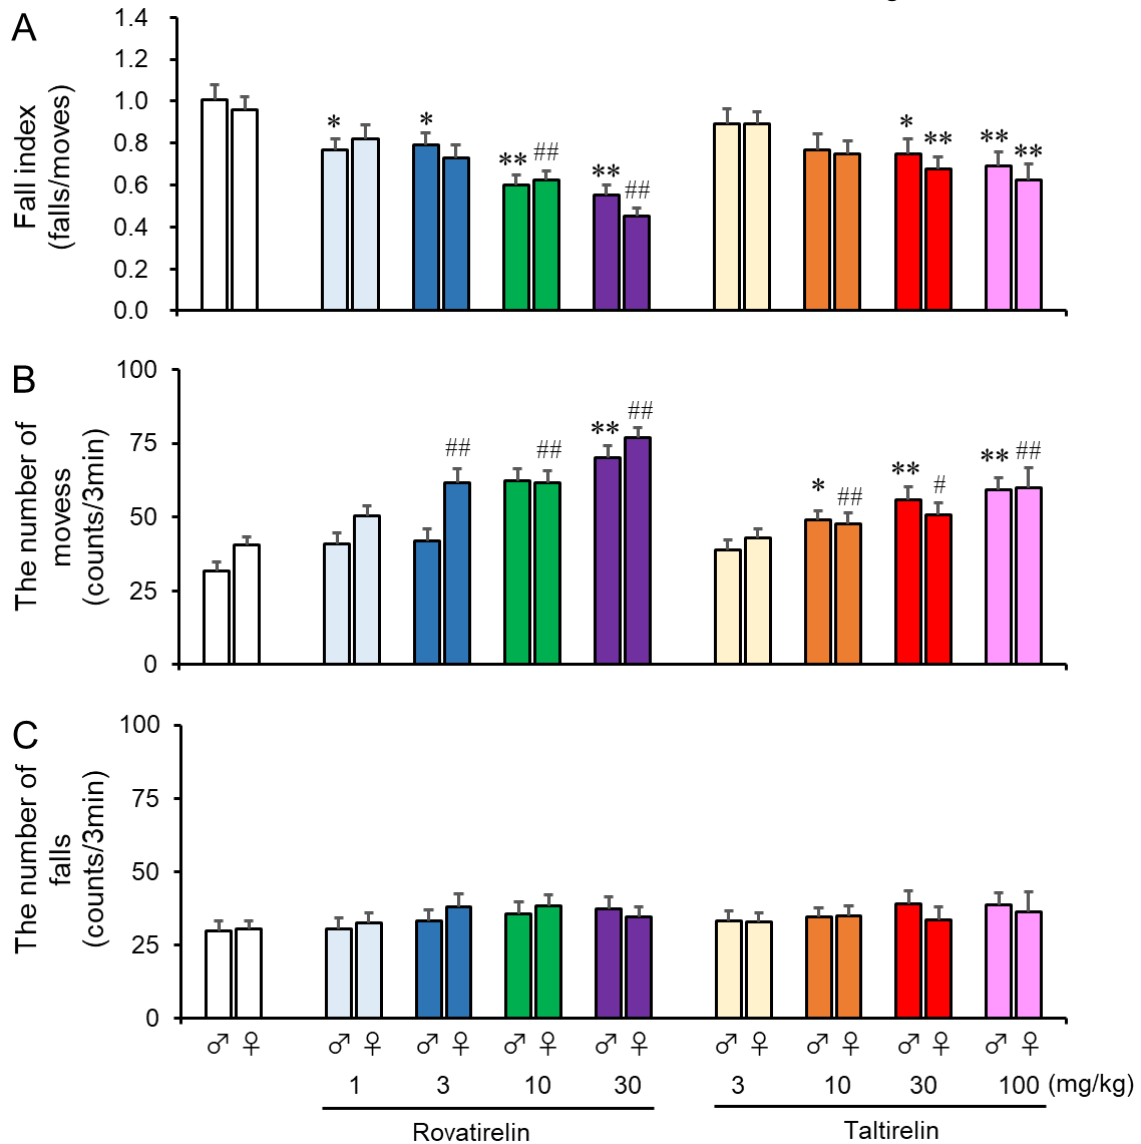 A
Fall index
(falls/moves)
1.4
1.2
1.0
0.8
0.6
0.4
0.2
0.0
*
*
**
##
**
##
*
**
**
**
B
The number of
movess
(counts/3min)
100
75
50
25
0
##
##
**
##
*
##
**
#
**
##
C
The number of
falls
(counts/3min)
100
75
50
25
0
♂ ♀ ♂ ♀ ♂ ♀ ♂ ♀ ♂ ♀ ♂ ♀ ♂ ♀ ♂ ♀ ♂ ♀
1 3 10 30 3 10 30 100 (mg/kg)
Rovatirelin Taltirelin